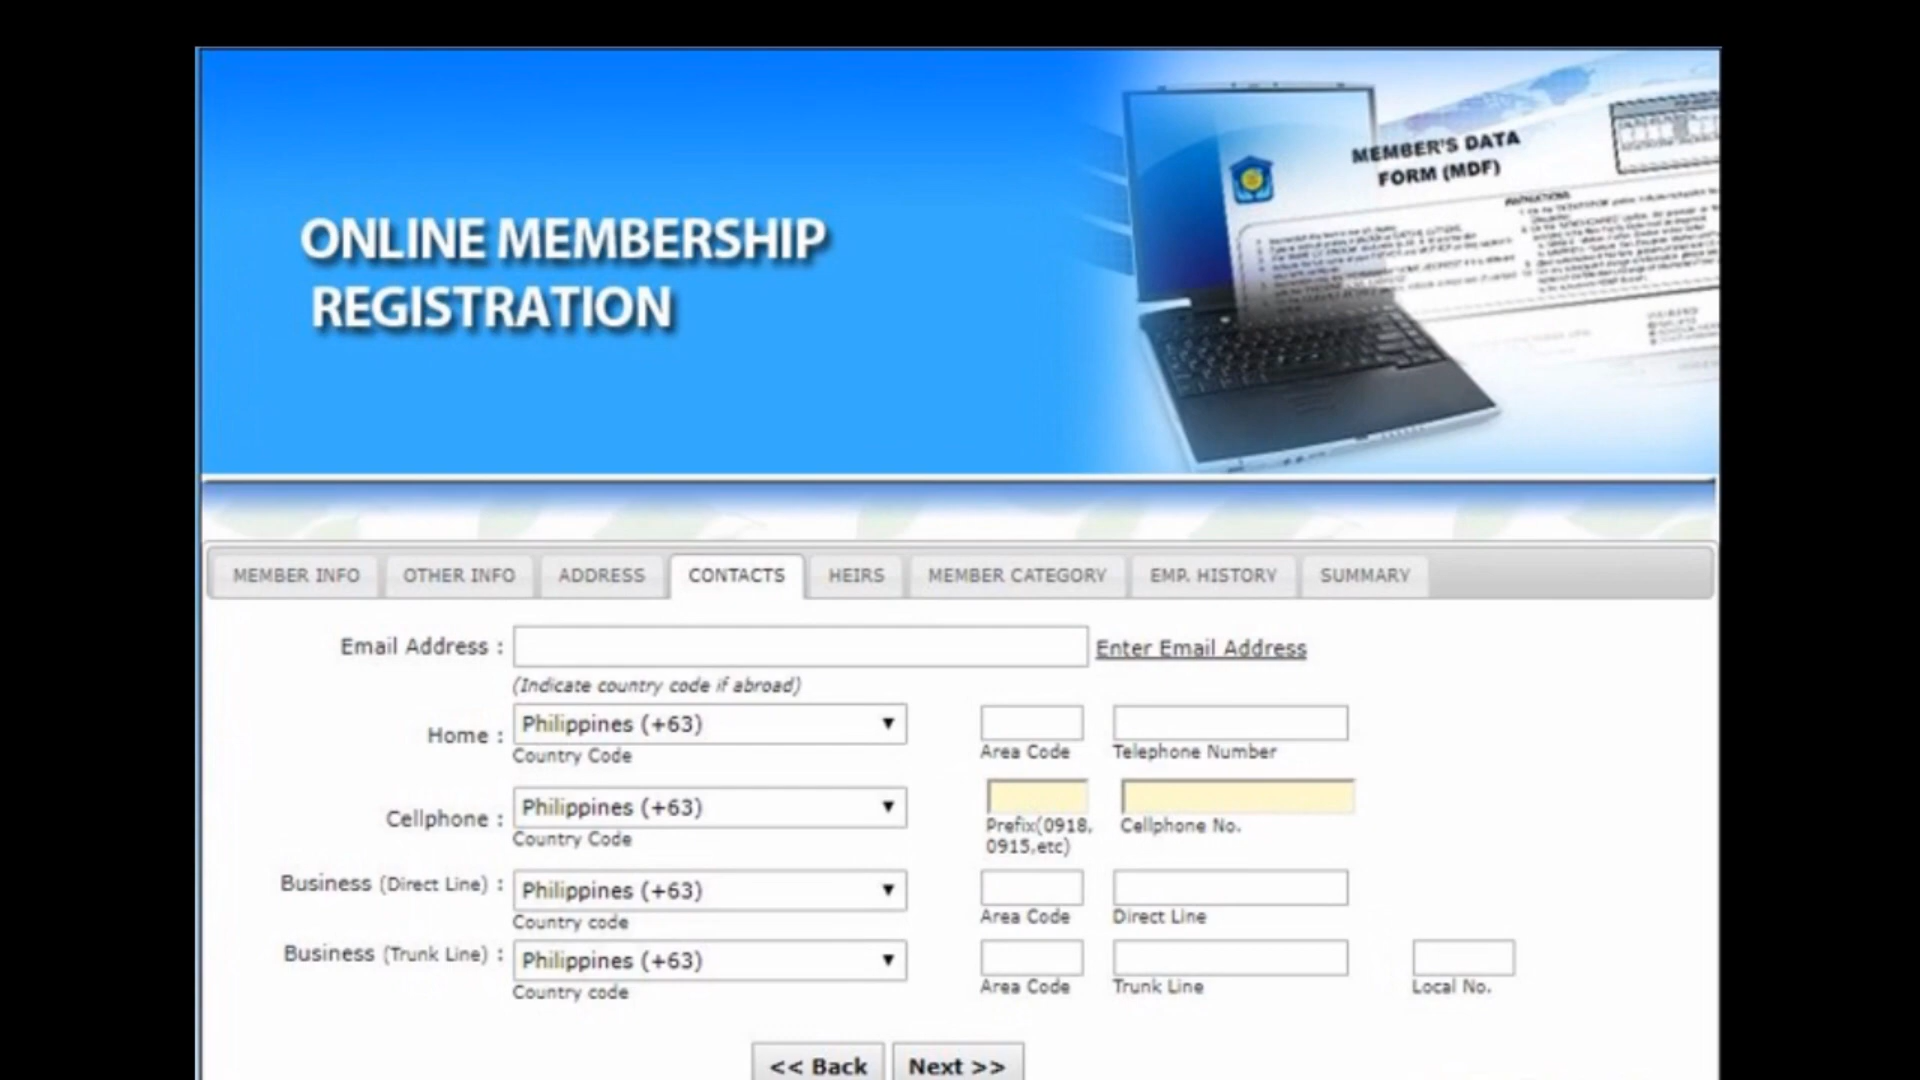 MEMBER'S DATA
FORM (MDF)
INSTRUCTIONS
ONLINE MEMBERSHIP
REGISTRATION
MEMBER INFO OTHER INFO ADDRESS CONTACTS HEIRS MEMBER CATEGORY EMP. HISTORY SUMMARY
Email Address : Enter Email Address
(Indicate country code if abroad)
Home : Philippines (+63)
Country Code Area Code Telephone Number
Cellphone : Philippines (+63)
Country Code Prefix(0918, Cellphone No.
0915,etc)
Business (Direct Line) : Philippines (+63)
Country code Area Code Direct Line
Business (Trunk Line) : Philippines (+63)
Country code Area Code Trunk Line Local No.
<< Back Next >>